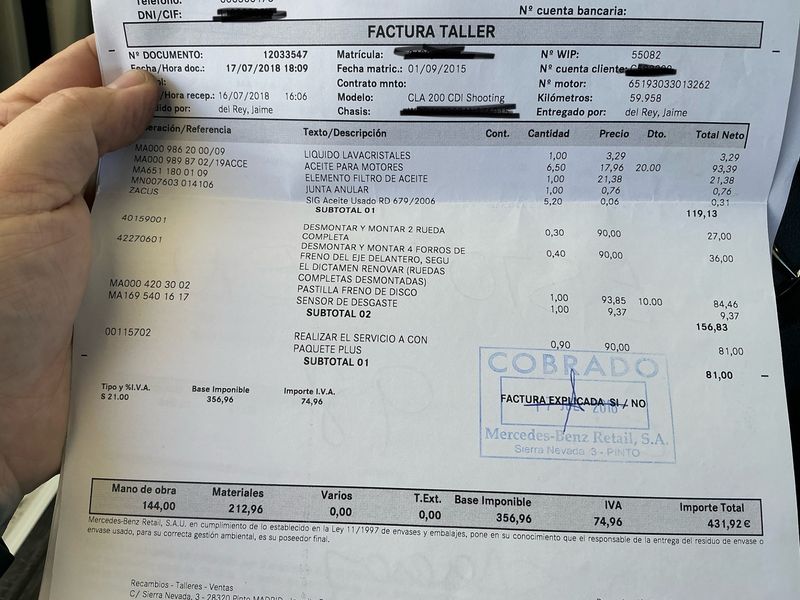 DNI/CIF:
Nº cuenta bancaria:
FACTURA TALLER
Nº DOCUMENTO: 12033547 Matrícula: Nº WIP: 55082
Fecha/Hora doc.: 17/07/2018 18:09 Fecha matric.: 01/09/2015 Nº cuenta cliente:
Contrato mnto: Nº motor: 65193033013262
/Hora recep.: 16/07/2018 16:06 Modelo: CLA 200 CDI Shooting Kilómetros: 59.958
ido por: del Rey, Jaime Chasis: Entregado por: del Rey, Jaime
eración/Referencia Texto/Descripción Cont. Cantidad Precio Dto. Total Neto
MA000 986 20 00/09 LIQUIDO LAVACRISTALES 1,00 3,29 3,29
MA000 989 87 02/19ACCE ACEITE PARA MOTORES 6,50 17,96 20.00 93,39
MA651 180 01 09 ELEMENTO FILTRO DE ACEITE 1,00 21,38 21,38
MN007603 014106 JUNTA ANULAR 1,00 0,76 0,76
ZACUS SIG Aceite Usado RD 679/2006 5,20 0,06 0,31
SUBTOTAL 01 119,13
40159001 DESMONTAR Y MONTAR 2 RUEDA 0,30 90,00 27,00
COMPLETA
42270601 DESMONTAR Y MONTAR 4 FORROS DE 0,40 90,00 36,00
FRENO DEL EJE DELANTERO, SEGU
EL DICTAMEN RENOVAR (RUEDAS
COMPLETAS DESMONTADAS)
MA000 420 30 02 PASTILLA FRENO DE DISCO 1,00 93,85 10.00 84,46
MA169 540 16 17 SENSOR DE DESGASTE 1,00 9,37 9,37
SUBTOTAL 02 156,83
00115702 REALIZAR EL SERVICIO A CON 0,90 90,00 81,00
PAQUETE PLUS
SUBTOTAL 01 81,00
COBRADO
FACTURA EXPLICADA SI / NO
Mercedes-Benz Retail, S.A.
Sierra Nevada, 3 - PINTO
Tipo y %I.V.A. Base Imponible Importe I.V.A.
S 21.00 356,96 74,96
Mano de obra Materiales Varios T.Ext. Base Imponible IVA Importe Total
144,00 212,96 0,00 0,00 356,96 74,96 431,92 €
Mercedes-Benz Retail, S.A.U. en cumplimiento de lo establecido en la Ley 11/1997 de envases y embalajes, pone en su conocimiento que el responsable de la entrega del residuo de envase o
envase usado, para su correcta gestión ambiental, es su poseedor final.
Recambios - Talleres - Ventas
C/ Sierra Nevada, 3 - 28320 Pinto